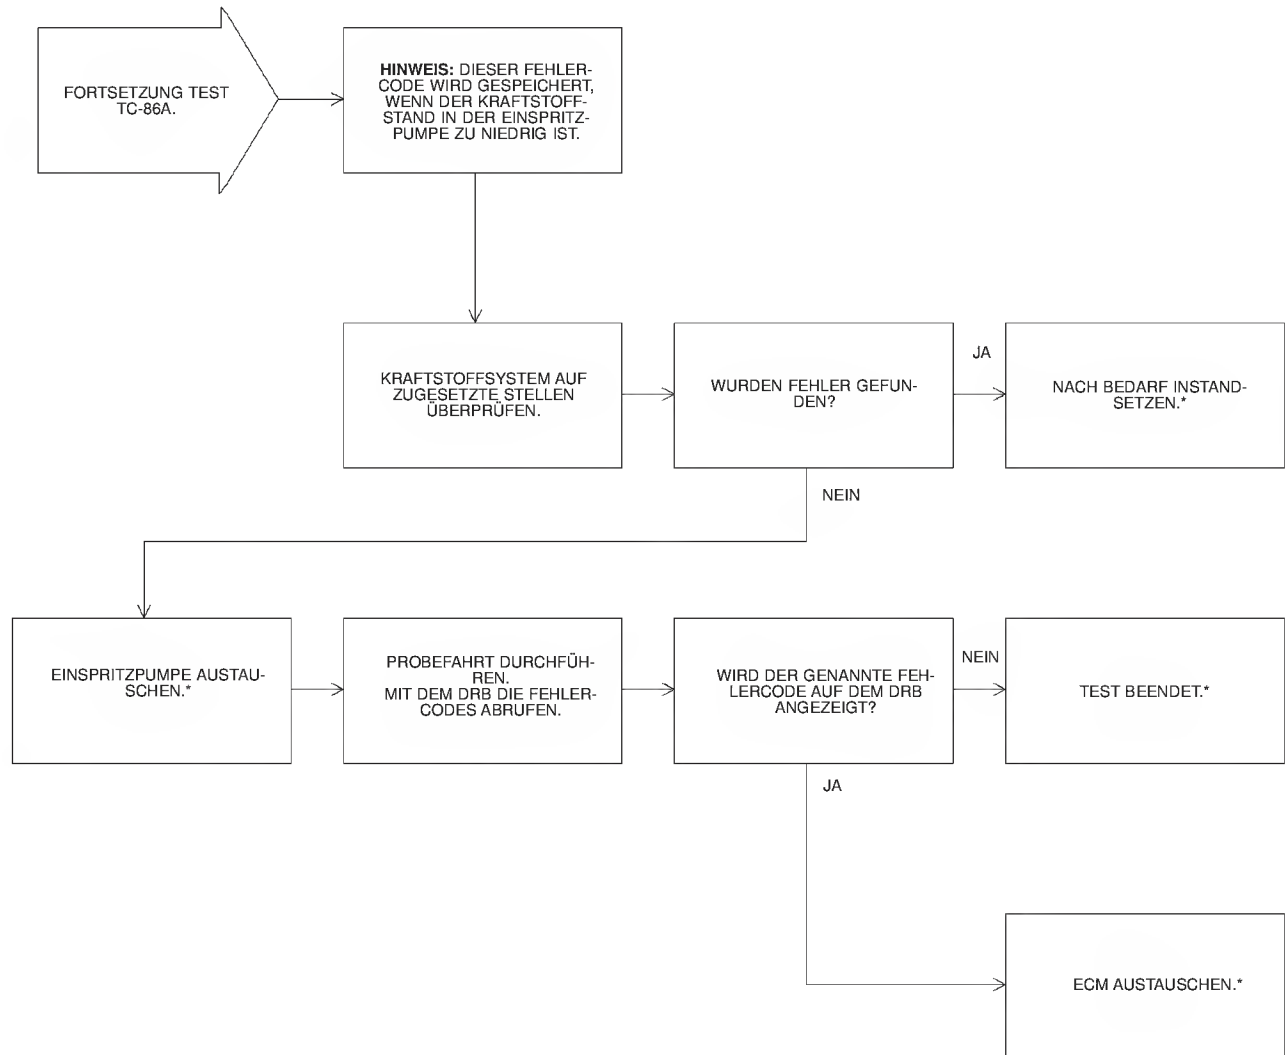 FORTSETZUNG TEST
TC-86A.
HINWEIS: DIESER FEHLER-
CODE WIRD GESPEICHERT,
WENN DER KRAFTSTOFF-
STAND IN DER EINSPRITZ-
PUMPE ZU NIEDRIG IST.
KRAFTSTOFFSYSTEM AUF
ZUGESETZTE STELLEN
ÜBERPRÜFEN.
WURDEN FEHLER GEFUN-
DEN?
JA
NACH BEDARF INSTAND-
SETZEN.*
NEIN
EINSPRITZPUMPE AUSTAU-
SCHEN.*
PROBEFAHRT DURCHFÜH-
REN.
MIT DEM DRB DIE FEHLER-
CODES ABRUFEN.
WIRD DER GENANNTE FEH-
LERCODE AUF DEM DRB
ANGEZEIGT?
NEIN
TEST BEENDET.*
JA
ECM AUSTAUSCHEN.*